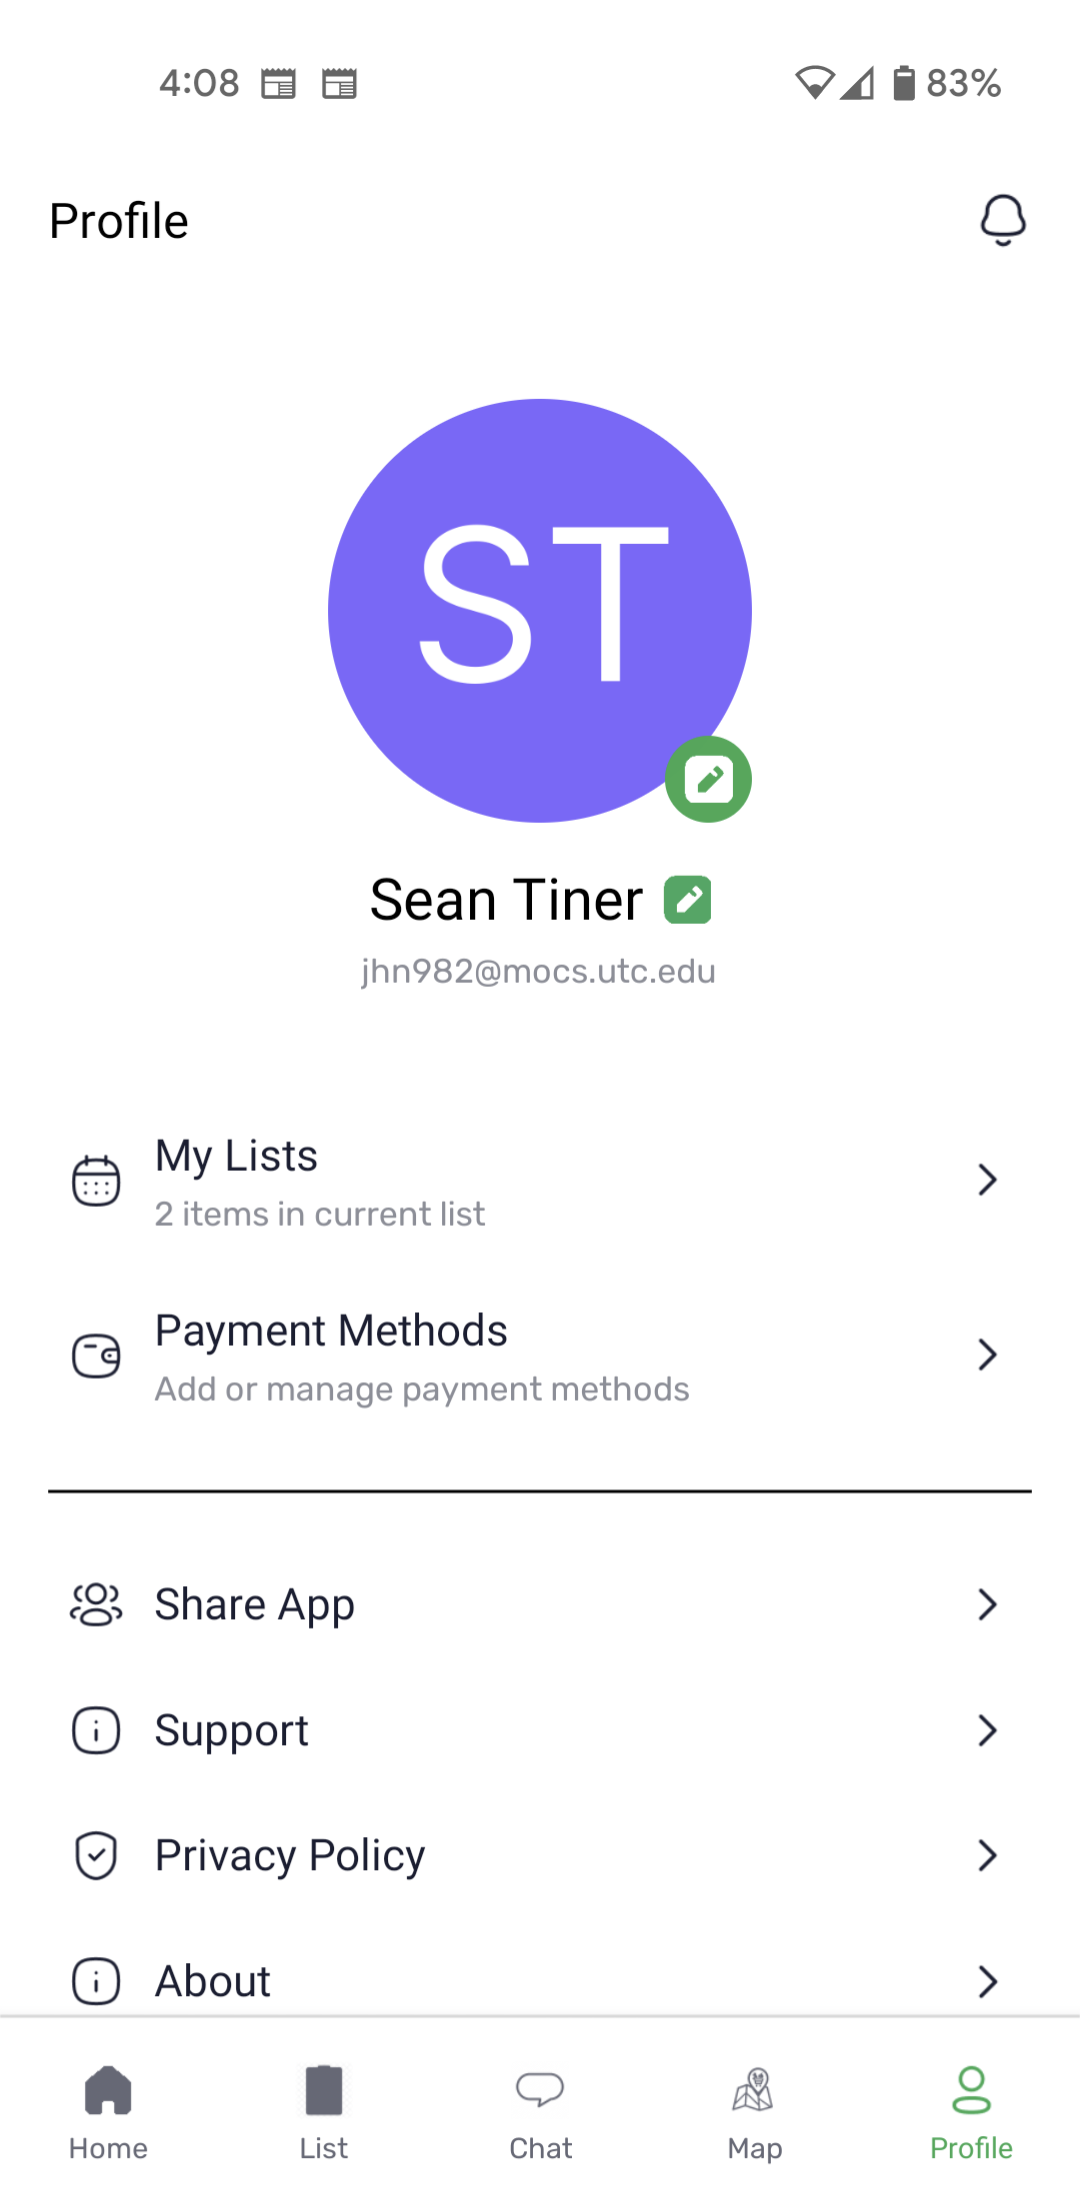 4:08
83%
Profile
ST
Sean Tiner
jhn982@mocs.utc.edu
My Lists
2 items in current list
Payment Methods
Add or manage payment methods
Share App
Support
Privacy Policy
About
Home
List
Chat
Map
Profile